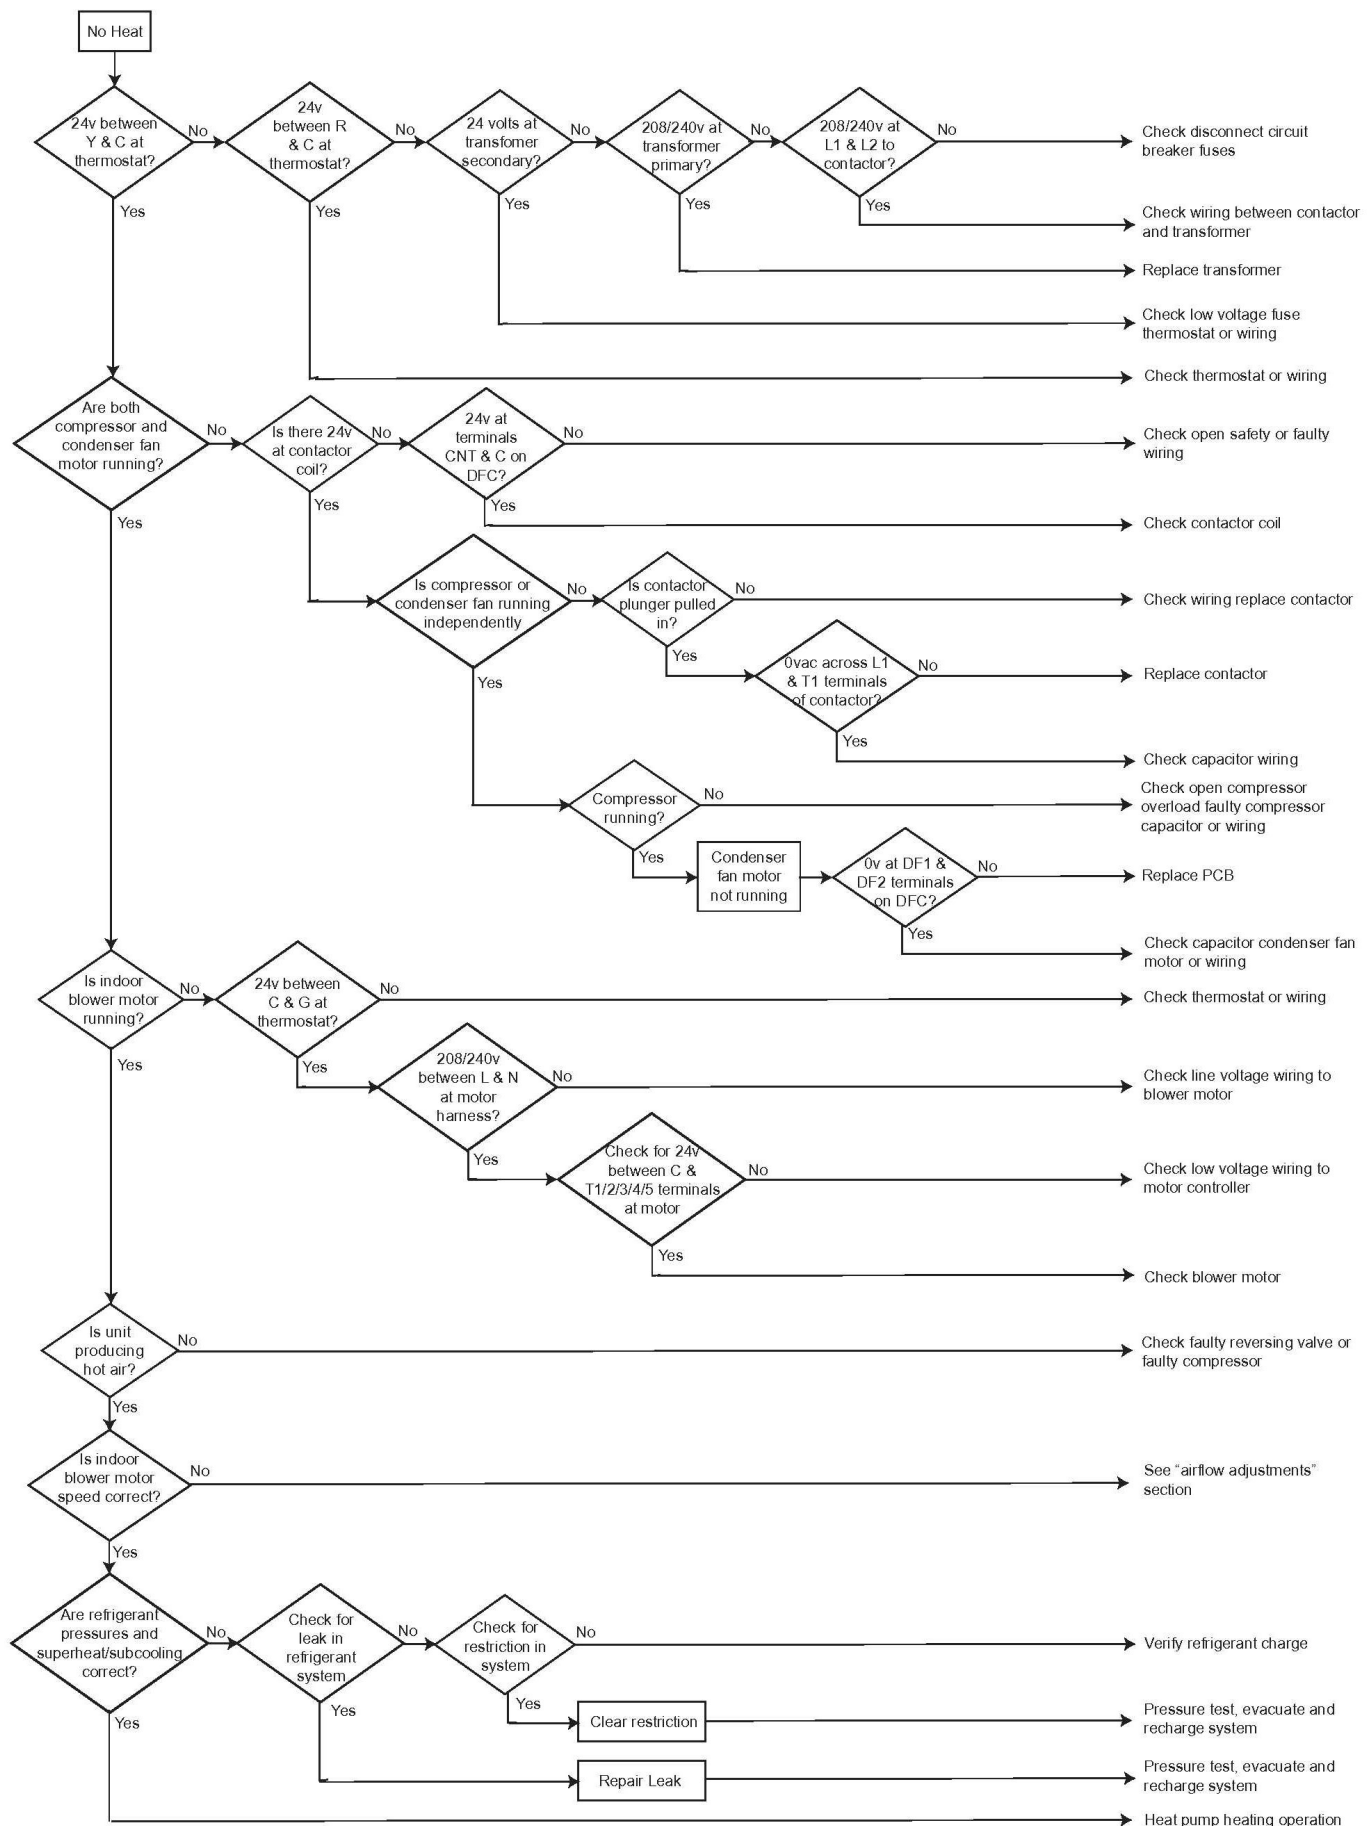 No Heat
24v between
Y & C at
thermostat?
No
Yes
24v
between R
& C at
thermostat?
No
Yes
24 volts at
transfomer
secondary?
No
Yes
208/240v at
transformer
primary?
No
Yes
208/240v at
L1 & L2 to
contactor?
No
Yes
Check disconnect circuit
breaker fuses
Check wiring between contactor
and transformer
Replace transformer
Check low voltage fuse
thermostat or wiring
Check thermostat or wiring
Are both
compressor and
condenser fan
motor running?
No
Yes
Is there 24v
at contactor
coil?
No
Yes
24v at
terminals
CNT & C on
DFC?
No
Yes
Check open safety or faulty
wiring
Check contactor coil
Is compressor or
condenser fan running
independently
No
Yes
Is contactor
plunger pulled
in?
No
Yes
Check wiring replace contactor
0vac across L1
& T1 terminals
of contactor?
No
Yes
Replace contactor
Check capacitor wiring
Compressor
running?
No
Yes
Check open compressor
overload faulty compressor
capacitor or wiring
Condenser
fan motor
not running
0v at DF1 &
DF2 terminals
on DFC?
No
Yes
Replace PCB
Check capacitor condenser fan
motor or wiring
Is indoor
blower motor
running?
No
Yes
24v between
C & G at
thermostat?
No
Yes
Check thermostat or wiring
208/240v
between L & N
at motor
harness?
No
Yes
Check line voltage wiring to
blower motor
Check for 24v
between C &
T1/2/3/4/5 terminals
at motor
No
Yes
Check low voltage wiring to
motor controller
Check blower motor
Is unit
producing
hot air?
No
Yes
Check faulty reversing valve or
faulty compressor
Is indoor
blower motor
speed correct?
No
Yes
See "airflow adjustments"
section
Are refrigerant
pressures and
superheat/subcooling
correct?
No
Yes
Check for
leak in
refrigerant
system
No
Yes
Check for
restriction in
system
No
Yes
Verify refrigerant charge
Clear restriction
Pressure test, evacuate and
recharge system
Repair Leak
Pressure test, evacuate and
recharge system
Heat pump heating operation